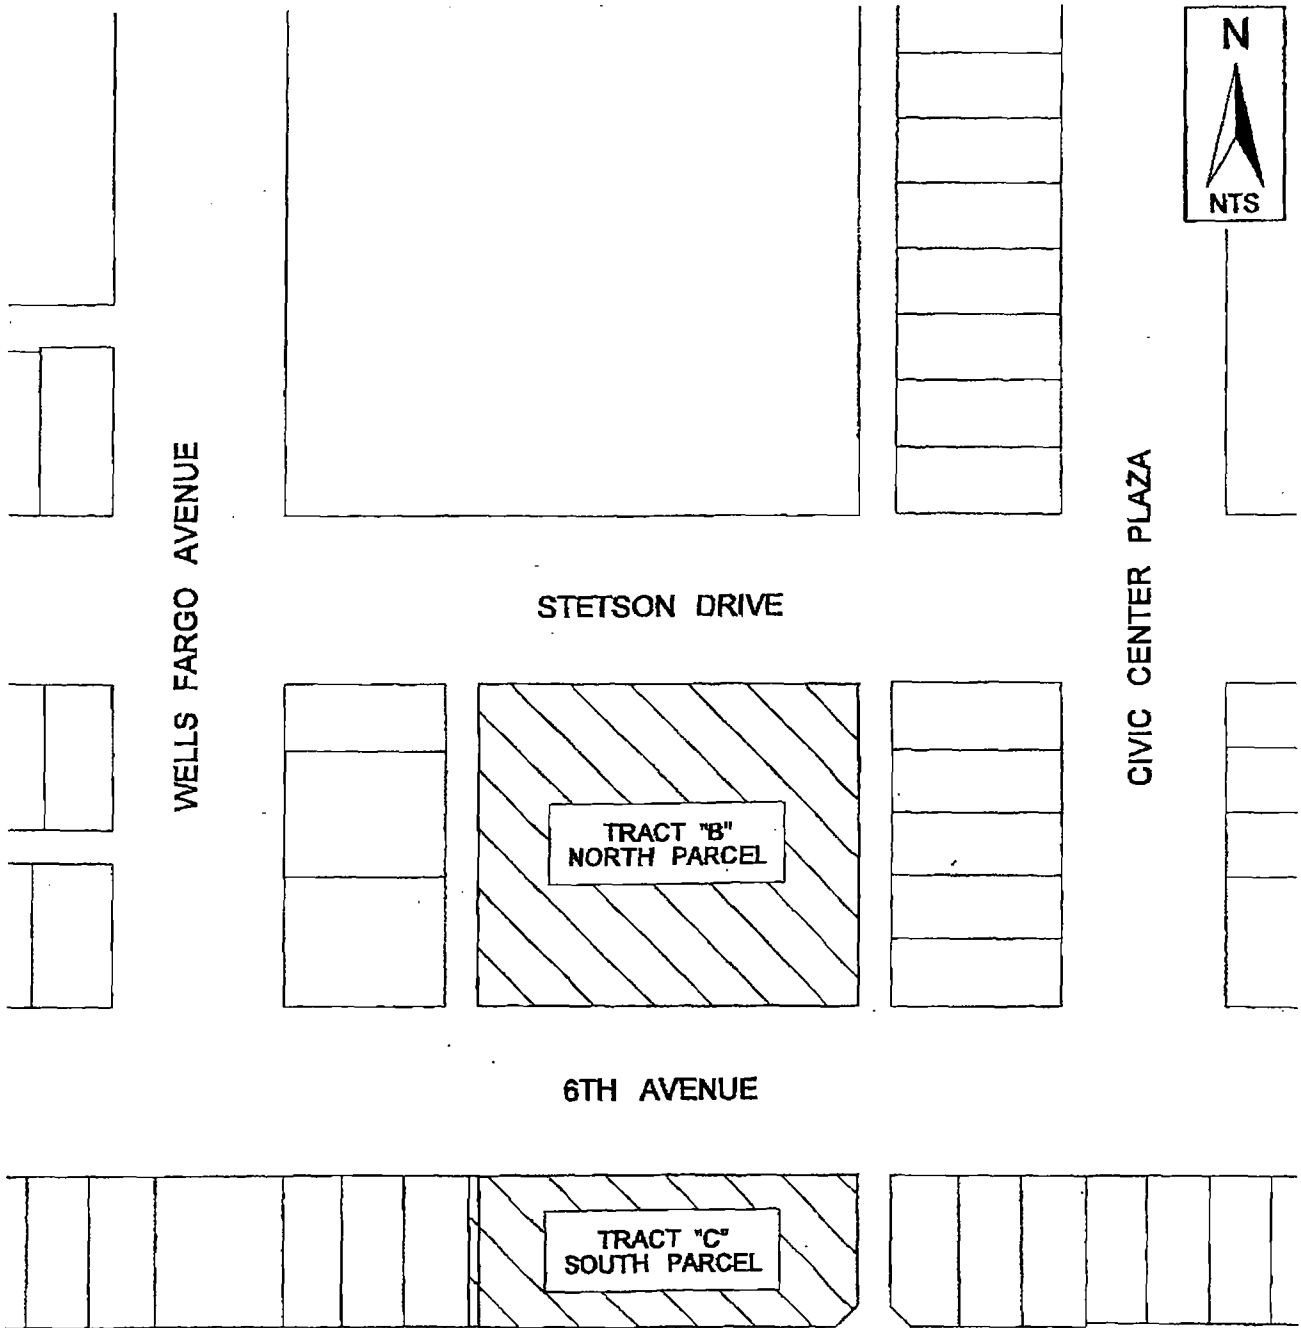 N
NTS
WELLS FARGO AVENUE
CIVIC CENTER PLAZA
STETSON DRIVE
TRACT "B"
NORTH PARCEL
6TH AVENUE
TRACT "C"
SOUTH PARCEL